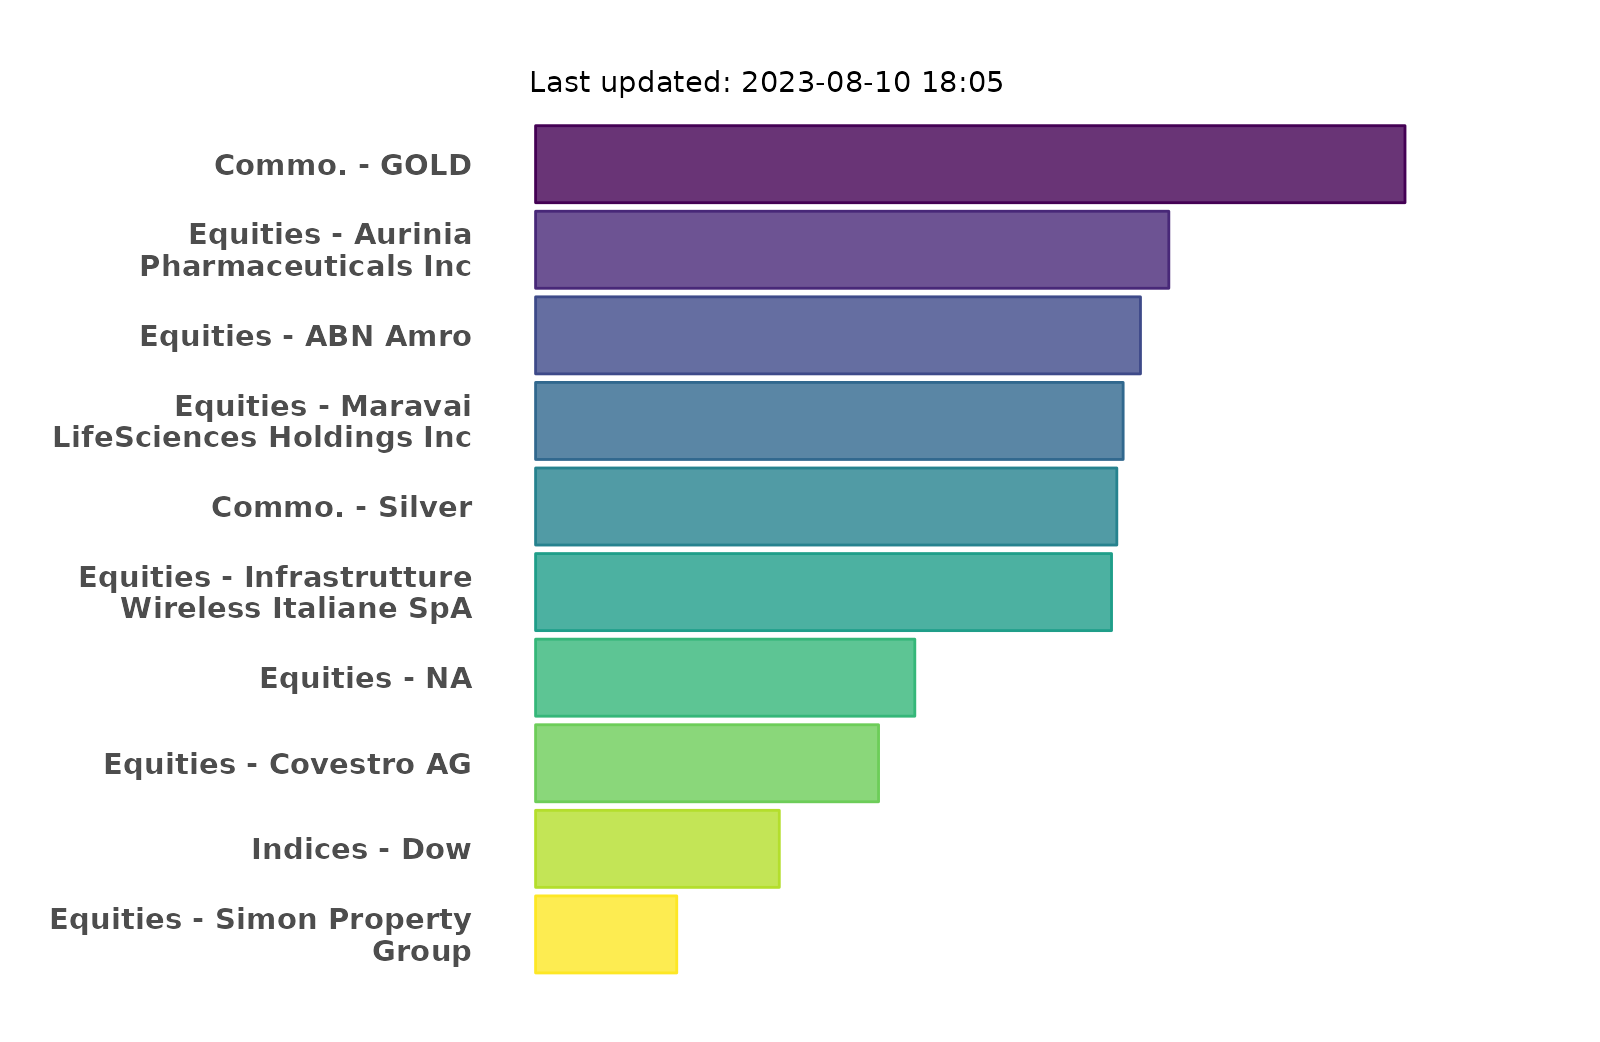 Last updated: 2023-08-10 18:05
Commo. - GOLD
Equities - Aurinia
Pharmaceuticals Inc
Equities - ABN Amro
Equities - Maravai
LifeSciences Holdings Inc
Commo. - Silver
Equities - Infrastrutture
Wireless Italiane SpA
Equities - NA
Equities - Covestro AG
Indices - Dow
Equities - Simon Property
Group